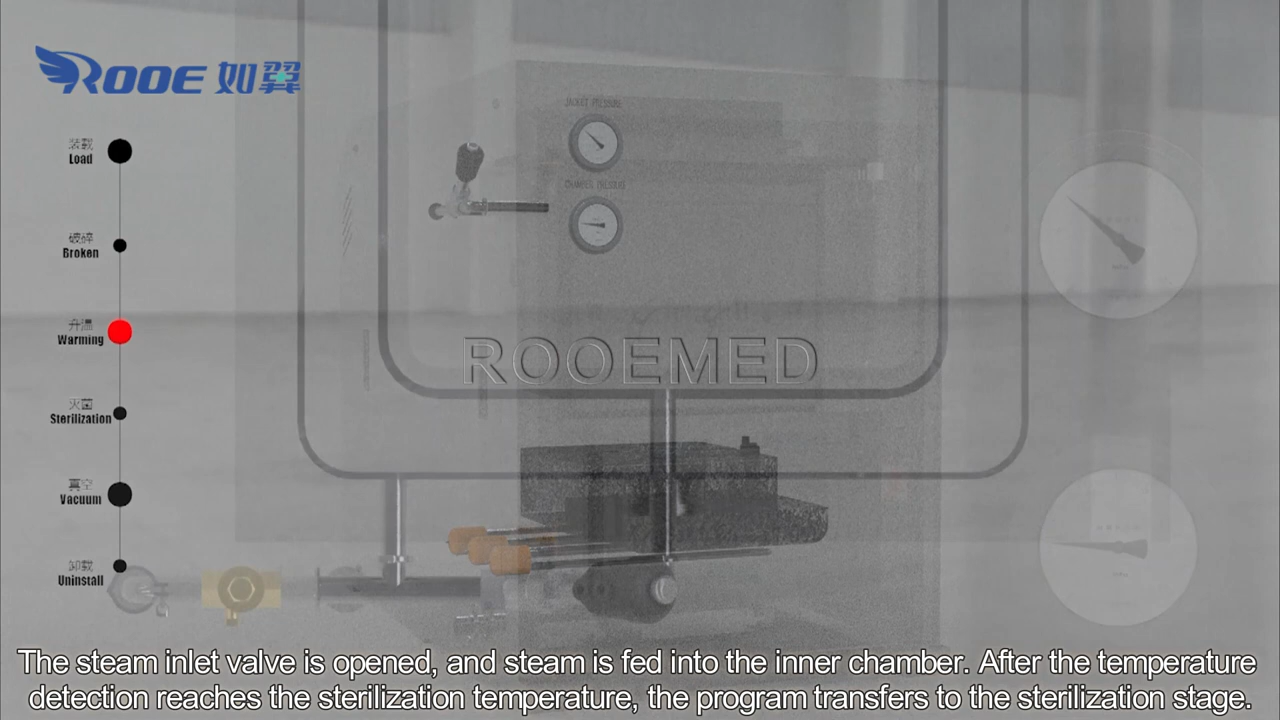 ROOE 如翼
JACKET PRESSURE
装载
Load
CHAMBER PRESSURE
破碎
Broken
升温
Warming
ROOEMED
灭菌
Sterilization
真空
Vacuum
卸载
Uninstall
The steam inlet valve is opened, and steam is fed into the inner chamber. After the temperature
detection reaches the sterilization temperature, the program transfers to the sterilization stage.